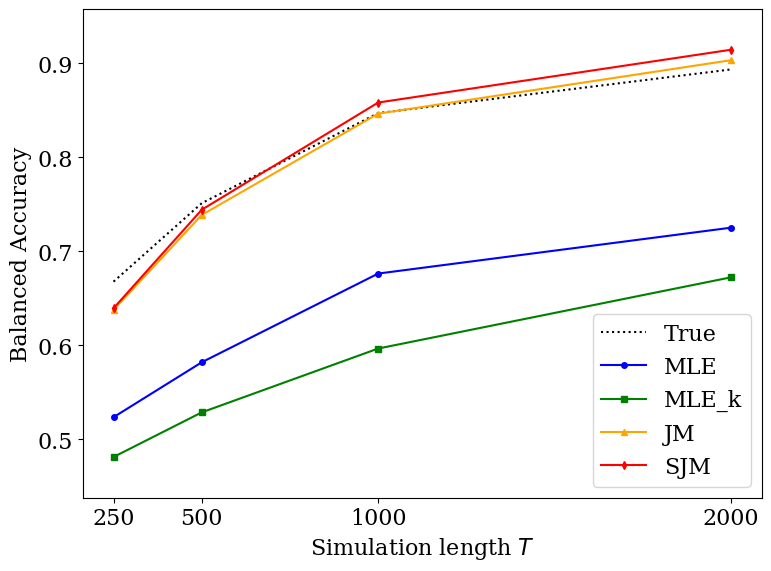 Balanced Accuracy
0.9
0.8
0.7
0.6
0.5
250 500 1000 2000
Simulation length T
True
MLE
MLE_k
JM
SJM